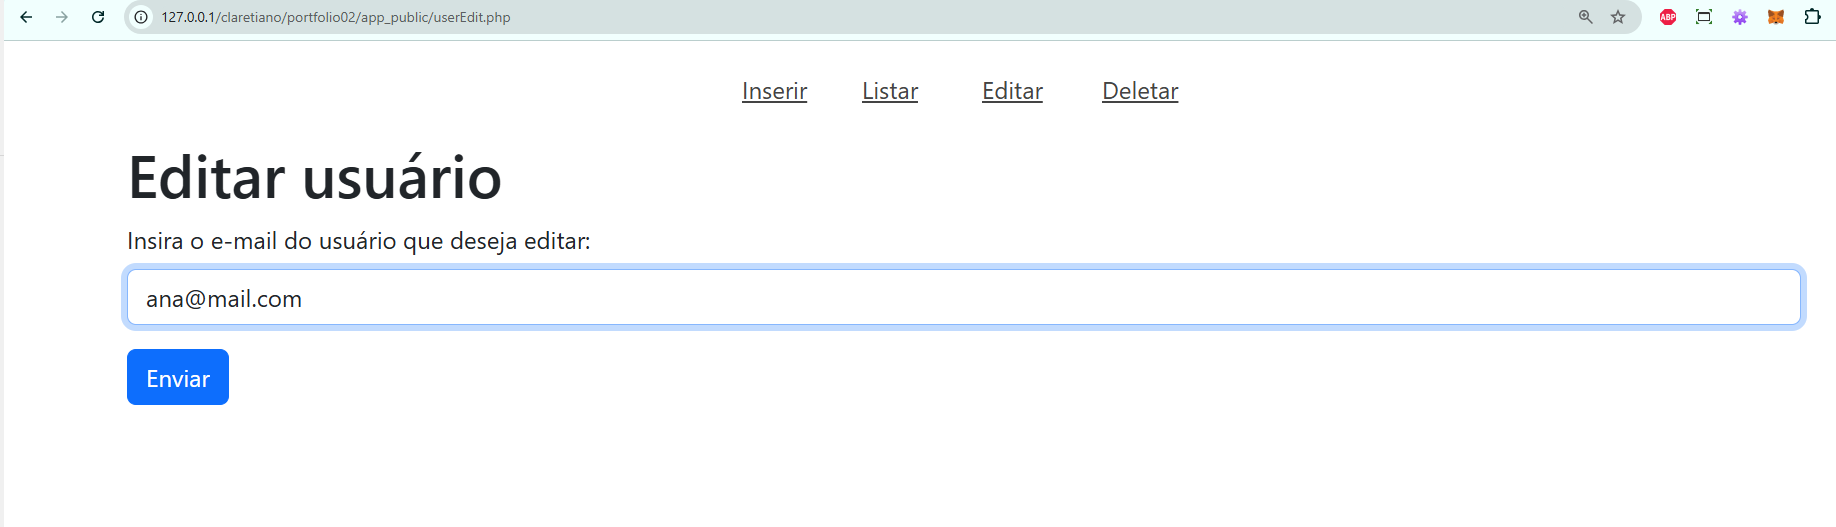 127.0.0.1/claretiano/portfolio02/app_public/userEdit.php
ABP
Inserir Listar Editar Deletar
Editar usuário
Insira o e-mail do usuário que deseja editar:
ana@mail.com
Enviar